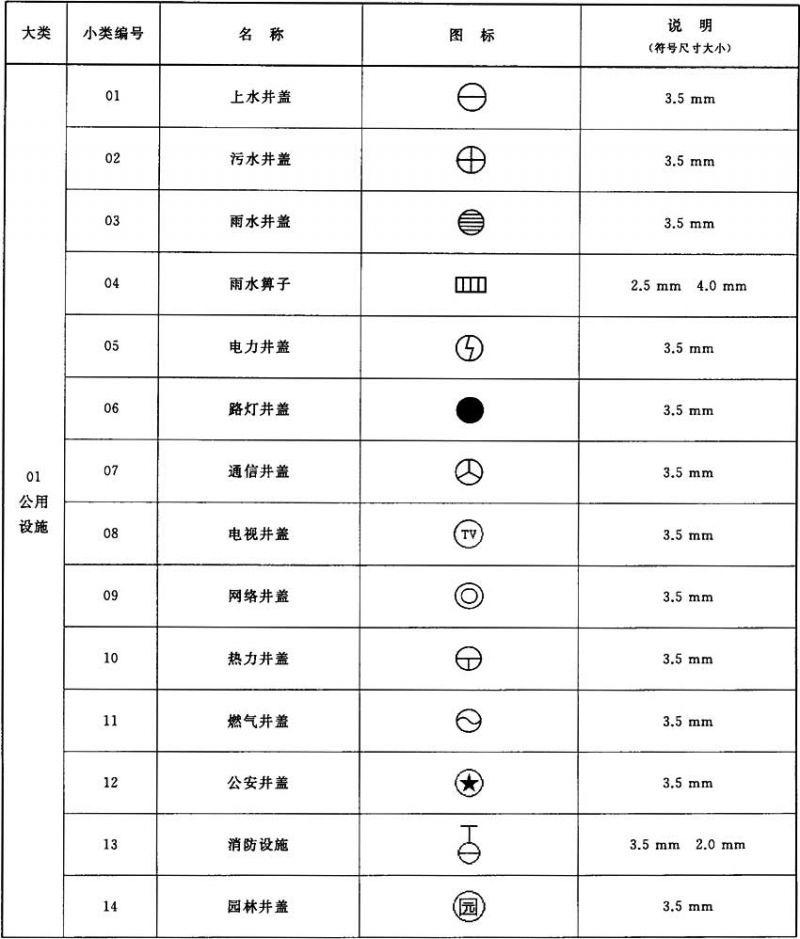 大类 小类编号 名 称 图 标 说 明
(符号尺寸大小)
01
公用
设施
01 上水井盖 3.5 mm
02 污水井盖 3.5 mm
03 雨水井盖 3.5 mm
04 雨水箅子 2.5 mm 4.0 mm
05 电力井盖 3.5 mm
06 路灯井盖 3.5 mm
07 通信井盖 3.5 mm
08 电视井盖 TV 3.5 mm
09 网络井盖 3.5 mm
10 热力井盖 3.5 mm
11 燃气井盖 3.5 mm
12 公安井盖 3.5 mm
13 消防设施 3.5 mm 2.0 mm
14 园林井盖 园 3.5 mm